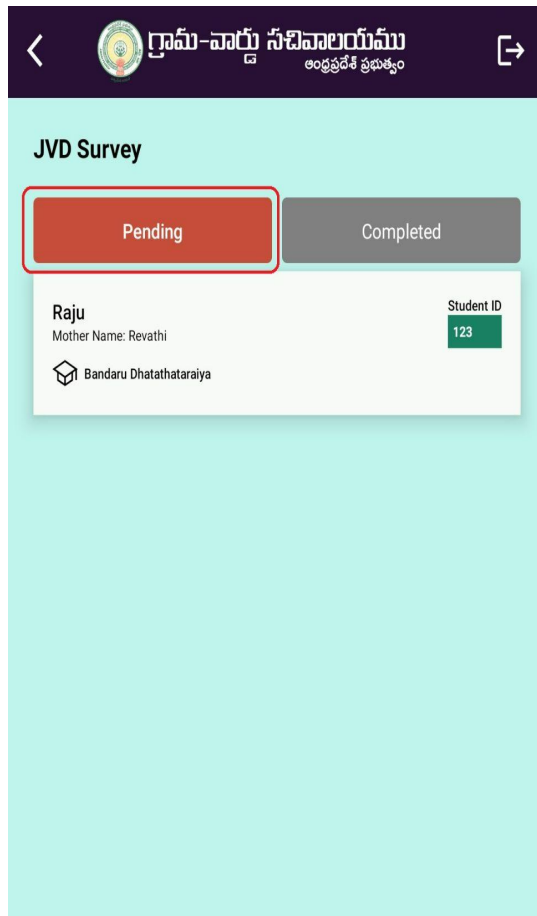 గ్రామ-వార్డు సచివాలయము
ఆంధ్రప్రదేశ్ ప్రభుత్వం
JVD Survey
Pending
Completed
Raju
Student ID
Mother Name: Revathi
123
Bandaru Dhatathataraiya